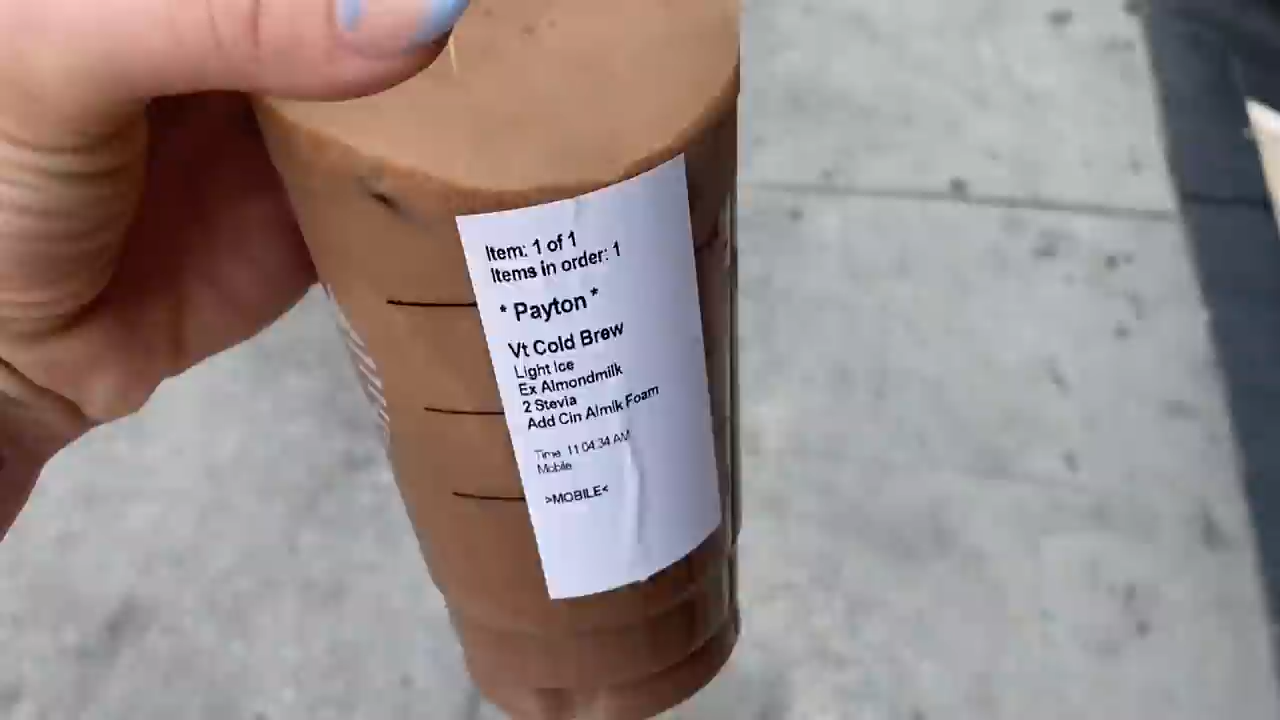 Item: 1 of 1
Items in order: 1
* Payton *
Vt Cold Brew
Light Ice
Ex Almondmilk
2 Stevia
Add Cin Almlk Foam
Time 11:04:34 AM
Mobile
>MOBILE<